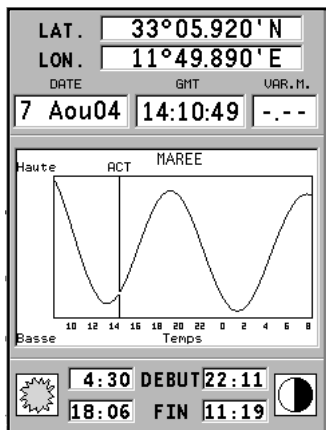 LAT. 33°05.920'N
LON. 11°49.890'E
DATE GMT VAR.M.
7 Aou04 14:10:49 -.--
MAREE
Haute ACT
10 12 14 16 18 20 22 0 2 4 6 8
Basse Temps
4:30 DEBUT 22:11
18:06 FIN 11:19